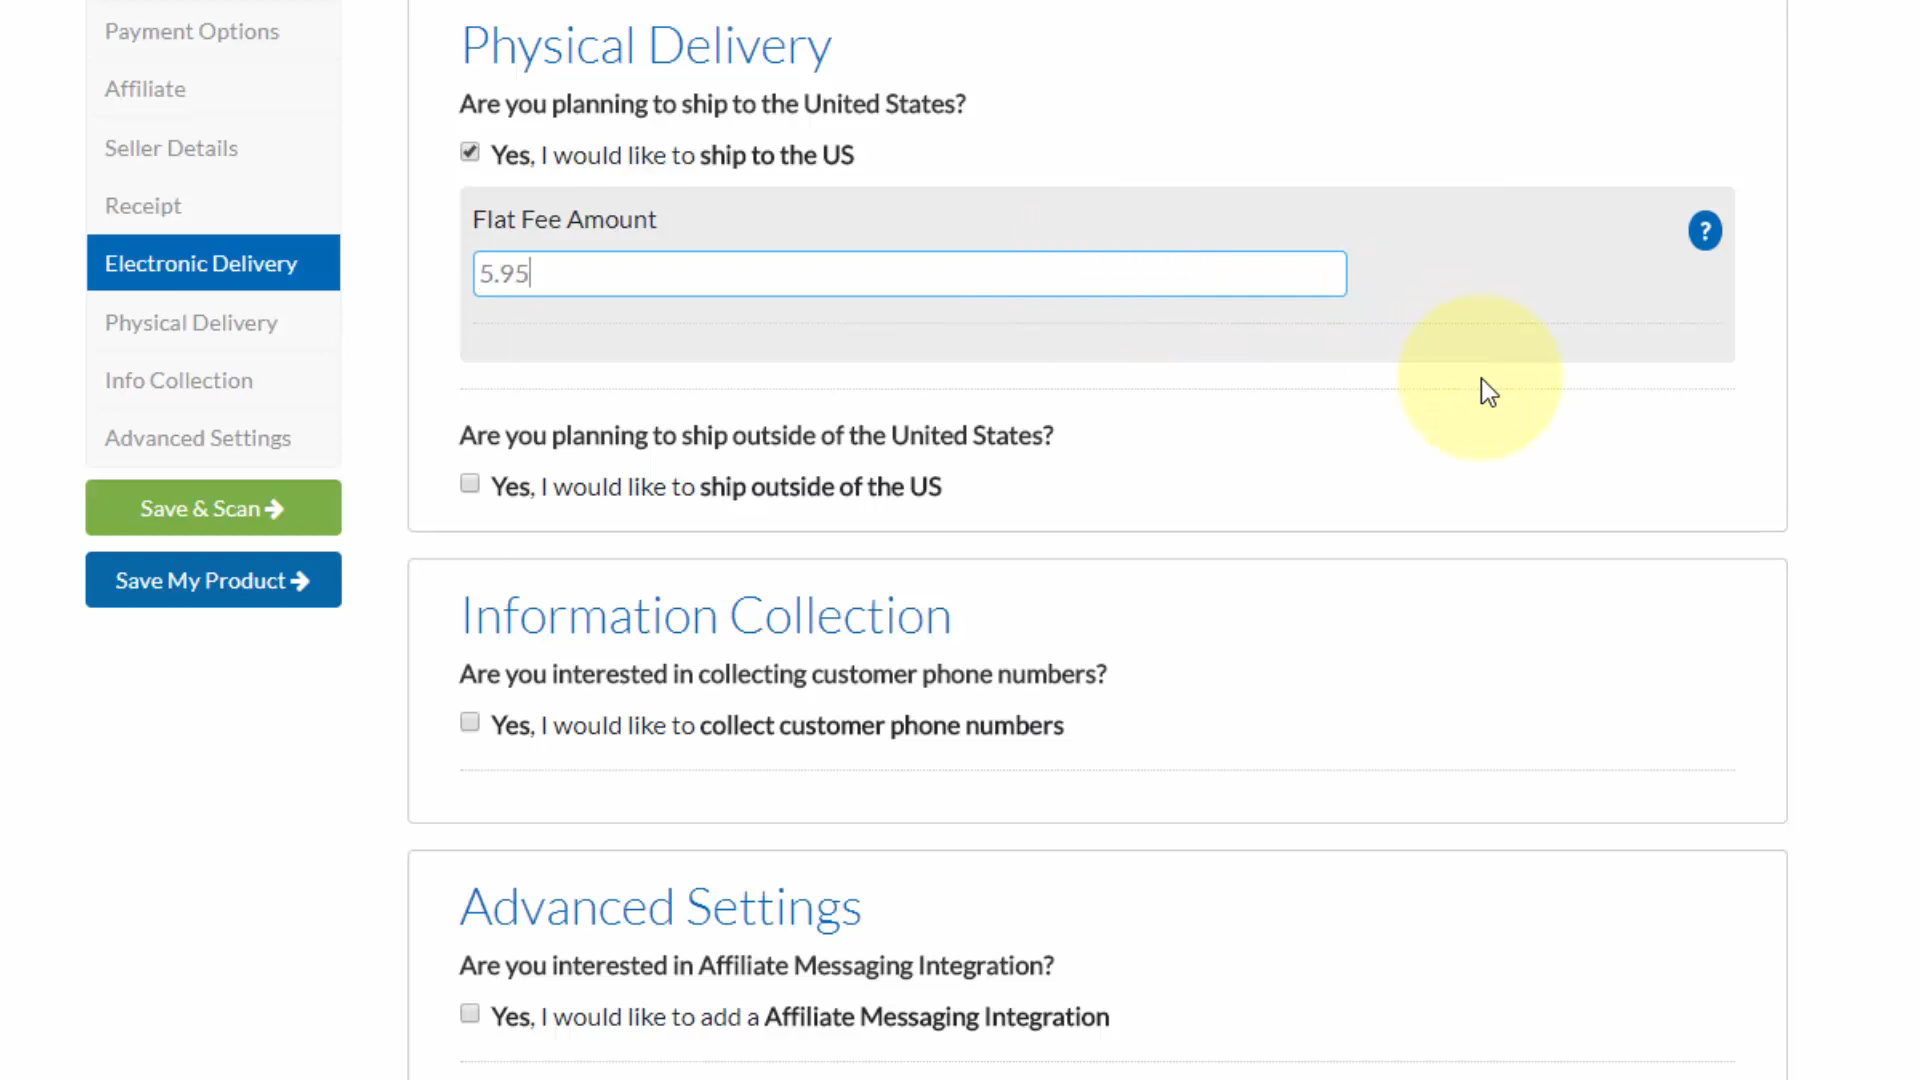 Payment Options
Affiliate
Seller Details
Receipt
Electronic Delivery
Physical Delivery
Info Collection
Advanced Settings
Save & Scan
Save My Product
Physical Delivery
Are you planning to ship to the United States?
Yes, I would like to ship to the US
Flat Fee Amount
?
5.95
Are you planning to ship outside of the United States?
Yes, I would like to ship outside of the US
Information Collection
Are you interested in collecting customer phone numbers?
Yes, I would like to collect customer phone numbers
Advanced Settings
Are you interested in Affiliate Messaging Integration?
Yes, I would like to add a Affiliate Messaging Integration